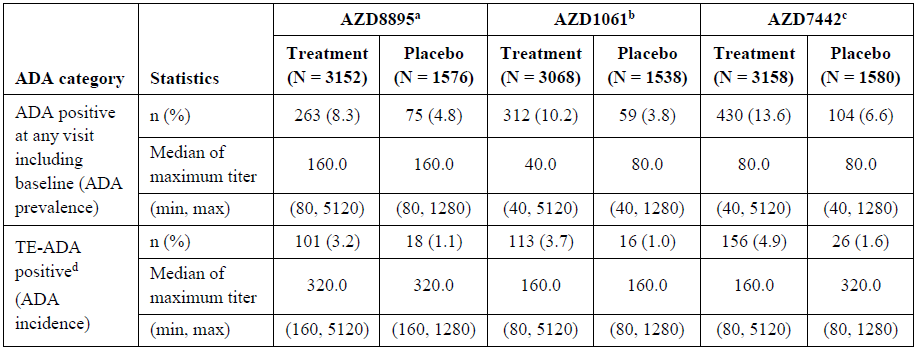 AZD8895a AZD1061b AZD7442c
ADA category Statistics Treatment (N = 3152) Placebo (N = 1576) Treatment (N = 3068) Placebo (N = 1538) Treatment (N = 3158) Placebo (N = 1580)
ADA positive at any visit including baseline (ADA prevalence)
n (%) 263 (8.3) 75 (4.8) 312 (10.2) 59 (3.8) 430 (13.6) 104 (6.6)
Median of maximum titer 160.0 160.0 40.0 80.0 80.0 80.0
(min, max) (80, 5120) (80, 1280) (40, 5120) (40, 1280) (40, 5120) (40, 1280)
TE-ADA positived (ADA incidence)
n (%) 101 (3.2) 18 (1.1) 113 (3.7) 16 (1.0) 156 (4.9) 26 (1.6)
Median of maximum titer 320.0 320.0 160.0 160.0 160.0 320.0
(min, max) (160, 5120) (160, 1280) (80, 5120) (80, 1280) (80, 5120) (80, 1280)